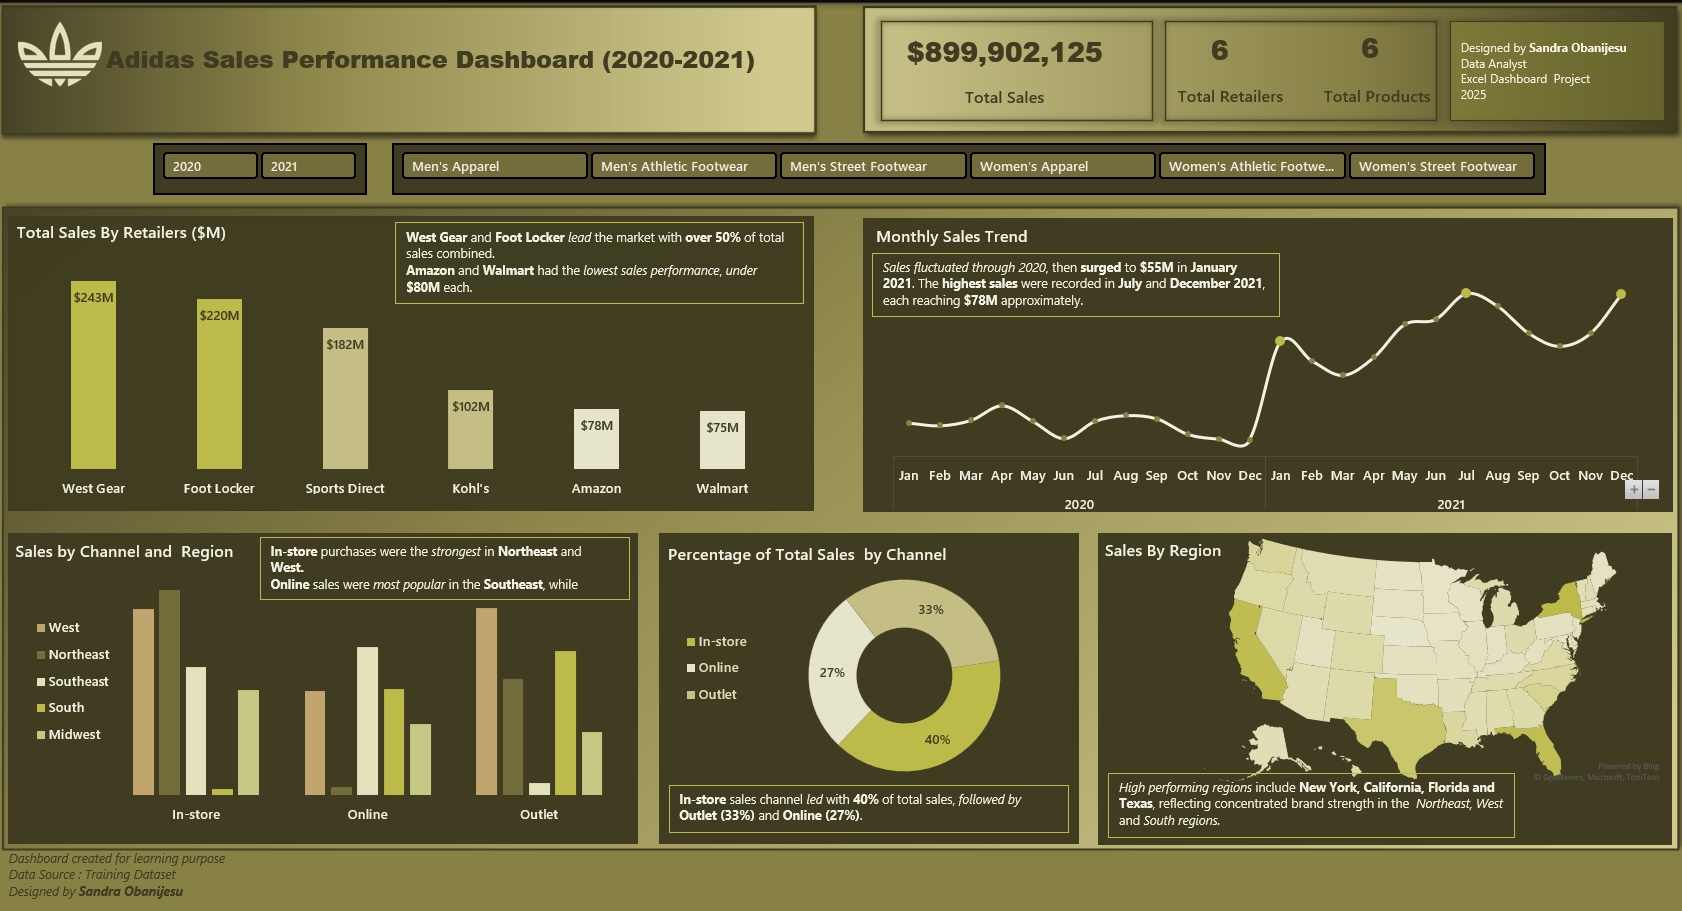 Adidas Sales Performance Dashboard (2020-2021)
$899,902,125
Total Sales
6
Total Retailers
6
Total Products
Designed by Sandra Obanijesu
Data Analyst
Excel Dashboard Project
2025
2020
2021
Men's Apparel
Men's Athletic Footwear
Men's Street Footwear
Women's Apparel
Women's Athletic Footwe...
Women's Street Footwear
Total Sales By Retailers ($M)
West Gear and Foot Locker lead the market with over 50% of total
sales combined.
Amazon and Walmart had the lowest sales performance, under
$80M each.
$243M
$220M
$182M
$102M
$78M
$75M
West Gear
Foot Locker
Sports Direct
Kohl's
Amazon
Walmart
Monthly Sales Trend
Sales fluctuated through 2020, then surged to $55M in January
2021. The highest sales were recorded in July and December 2021,
each reaching $78M approximately.
Jan Feb Mar Apr May Jun Jul Aug Sep Oct Nov Dec Jan Feb Mar Apr May Jun Jul Aug Sep Oct Nov Dec
2020
2021
Sales by Channel and Region
In-store purchases were the strongest in Northeast and
West.
Online sales were most popular in the Southeast, while
West
Northeast
Southeast
South
Midwest
In-store
Online
Outlet
Percentage of Total Sales by Channel
In-store
Online
Outlet
33%
27%
40%
In-store sales channel led with 40% of total sales, followed by
Outlet (33%) and Online (27%).
Sales By Region
Powered by Bing
© GeoNames, Microsoft, TomTom
High performing regions include New York, California, Florida and
Texas, reflecting concentrated brand strength in the Northeast, West
and South regions.
Dashboard created for learning purpose
Data Source : Training Dataset
Designed by Sandra Obanijesu